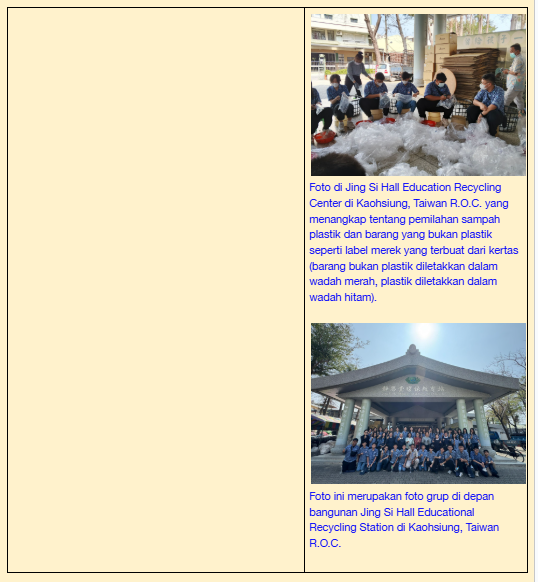 Foto di Jing Si Hall Education Recycling
Center di Kaohsiung, Taiwan R.O.C. yang
menangkap tentang pemilahan sampah
plastik dan barang yang bukan plastik
seperti label merek yang terbuat dari kertas
(barang bukan plastik diletakkan dalam
wadah merah, plastik diletakkan dalam
wadah hitam).
Foto ini merupakan foto grup di depan
bangunan Jing Si Hall Educational
Recycling Station di Kaohsiung, Taiwan
R.O.C.